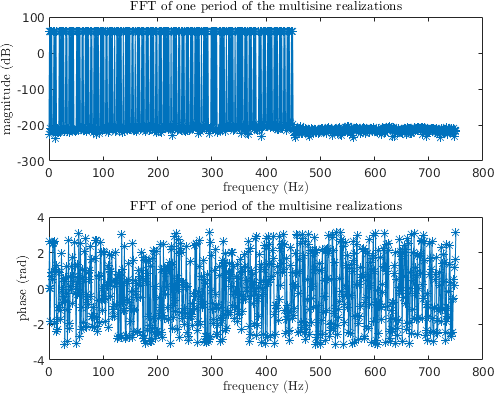 FFT of one period of the multisine realizations
100
0
-100
-200
-300
magnitude (dB)
0 100 200 300 400 500 600 700 800
frequency (Hz)
FFT of one period of the multisine realizations
4
2
0
-2
-4
phase (rad)
0 100 200 300 400 500 600 700 800
frequency (Hz)